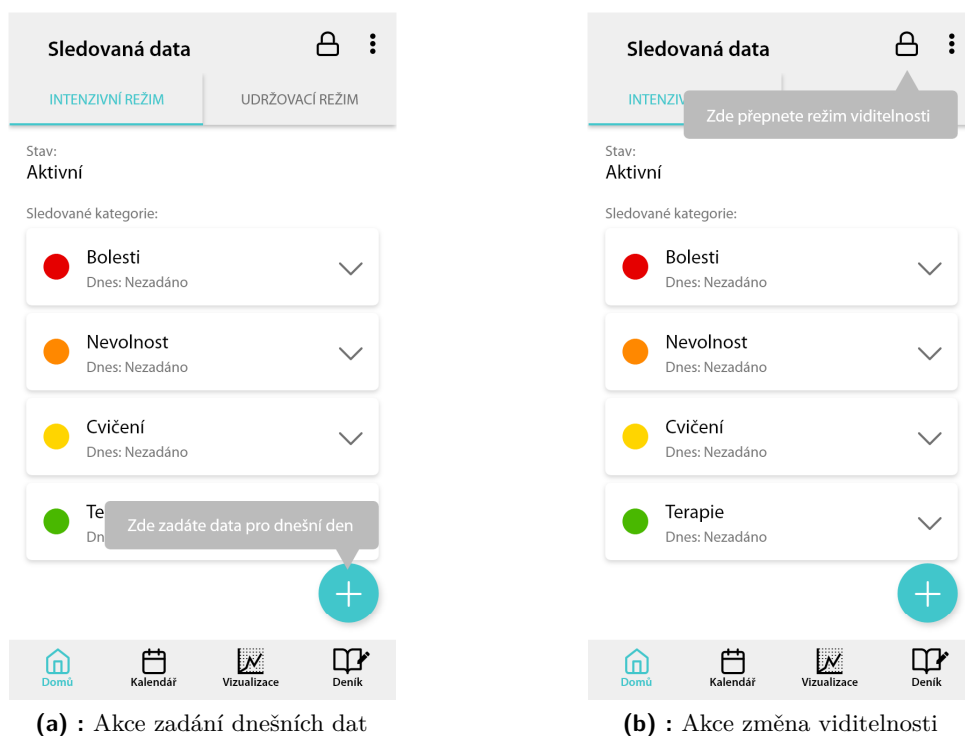 Sledovaná data
INTENZIVNÍ REŽIM
UDRŽOVACÍ REŽIM
Stav:
Aktivní
Sledované kategorie:
Bolesti
Dnes: Nezadáno
Nevolnost
Dnes: Nezadáno
Cvičení
Dnes: Nezadáno
Te
Zde zadáte data pro dnešní den
Dn
Domů
Kalendář
Vizualizace
Deník
(a) : Akce zadání dnešních dat
Sledovaná data
INTENZIV
Zde přepnete režim viditelnosti
Stav:
Aktivní
Sledované kategorie:
Bolesti
Dnes: Nezadáno
Nevolnost
Dnes: Nezadáno
Cvičení
Dnes: Nezadáno
Terapie
Dnes: Nezadáno
Domů
Kalendář
Vizualizace
Deník
(b) : Akce změna viditelnosti